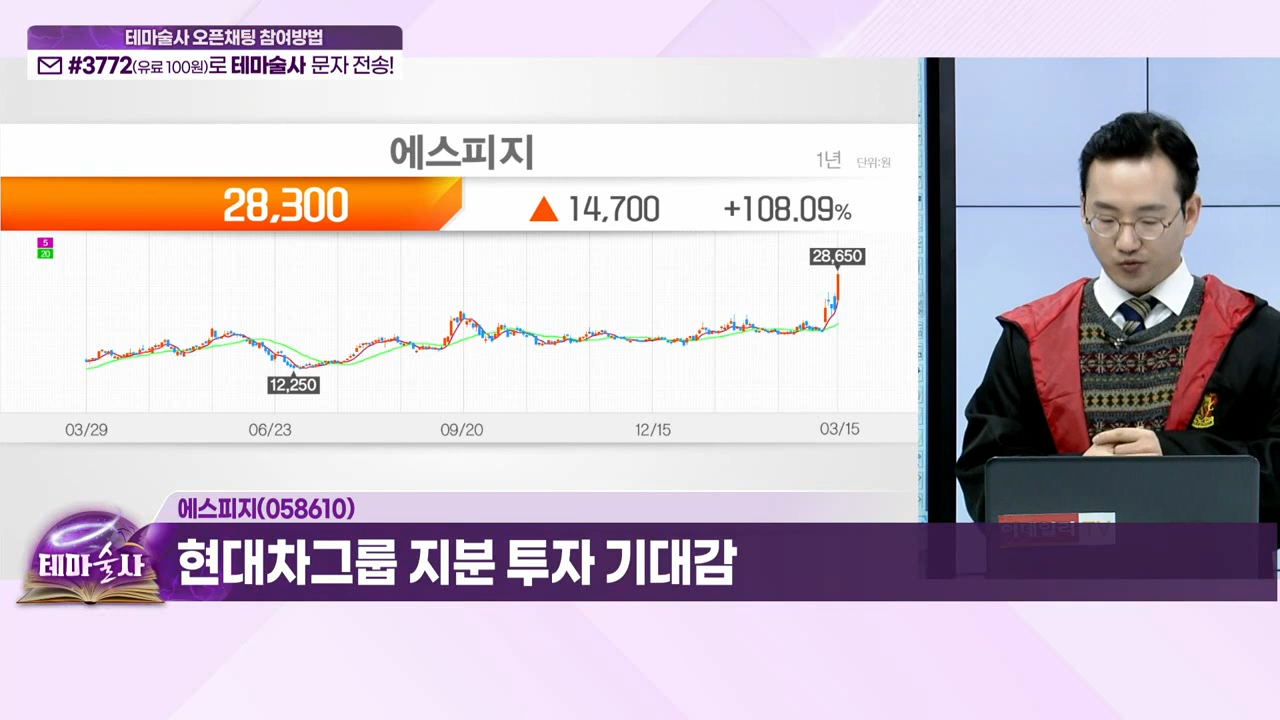 테마술사 오픈채팅 참여방법
#3772(유료 100원)로 테마술사 문자 전송!
에스피지
1년 단위:원
28,300 ▲ 14,700 +108.09%
5
20
28,650
12,250
03/29 06/23 09/20 12/15 03/15
에스피지(058610)
테마술사
현대차그룹 지분 투자 기대감